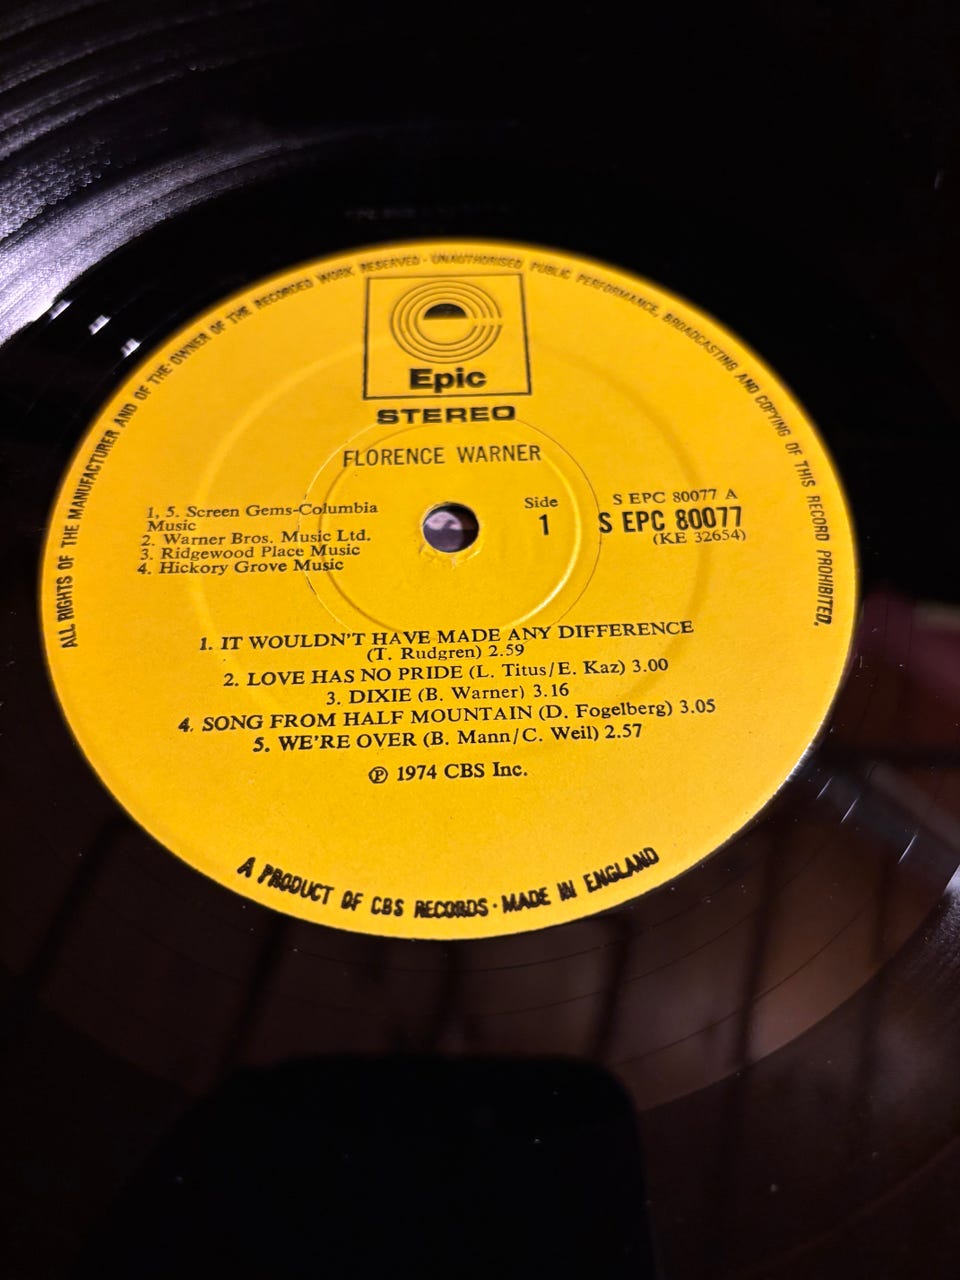 ALL RIGHTS OF THE MANUFACTURER AND OF THE OWNER OF THE RECORDED WORK RESERVED · UNAUTHORISED PUBLIC PERFORMANCE, BROADCASTING AND COPYING OF THIS RECORD PROHIBITED.
Epic
STEREO
FLORENCE WARNER
1, 5. Screen Gems-Columbia
Music
2. Warner Bros. Music Ltd.
3. Ridgewood Place Music
4. Hickory Grove Music
Side
1
S EPC 80077 A
S EPC 80077
(KE 32654)
1. IT WOULDN'T HAVE MADE ANY DIFFERENCE
(T. Rudgren) 2.59
2. LOVE HAS NO PRIDE (L. Titus/E. Kaz) 3.00
3. DIXIE (B. Warner) 3.16
4. SONG FROM HALF MOUNTAIN (D. Fogelberg) 3.05
5. WE'RE OVER (B. Mann/C. Weil) 2.57
℗ 1974 CBS Inc.
A PRODUCT OF CBS RECORDS · MADE IN ENGLAND